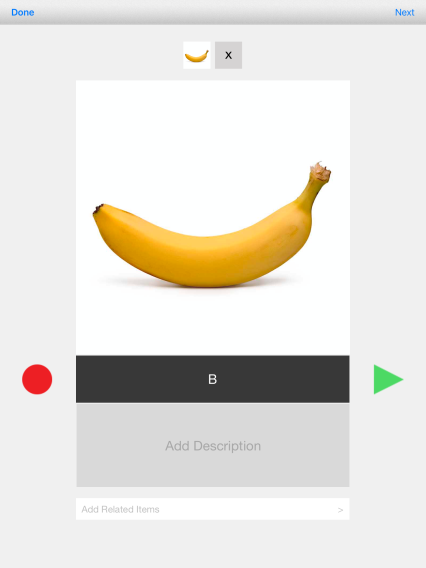 Done
Next
X
B
Add Description
Add Related Items
>